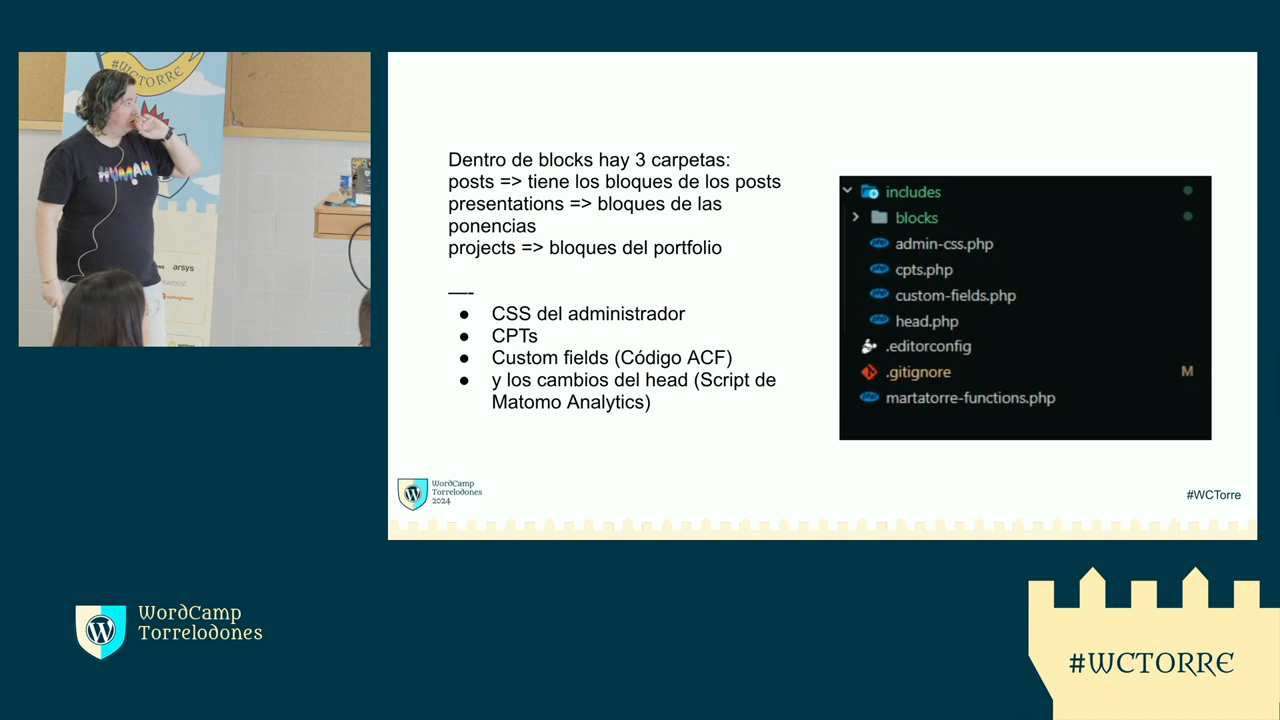 #WCTORRE
HUMAN
arsys
Dentro de blocks hay 3 carpetas:
posts => tiene los bloques de los posts
presentations => bloques de las
ponencias
projects => bloques del portfolio
—-
● CSS del administrador
● CPTs
● Custom fields (Código ACF)
● y los cambios del head (Script de
Matomo Analytics)
includes
blocks
admin-css.php
cpts.php
custom-fields.php
head.php
.editorconfig
.gitignore M
martatorre-functions.php
WordCamp
Torrelodones
2024
#WCTorre
WordCamp
Torrelodones
#WCTORRE